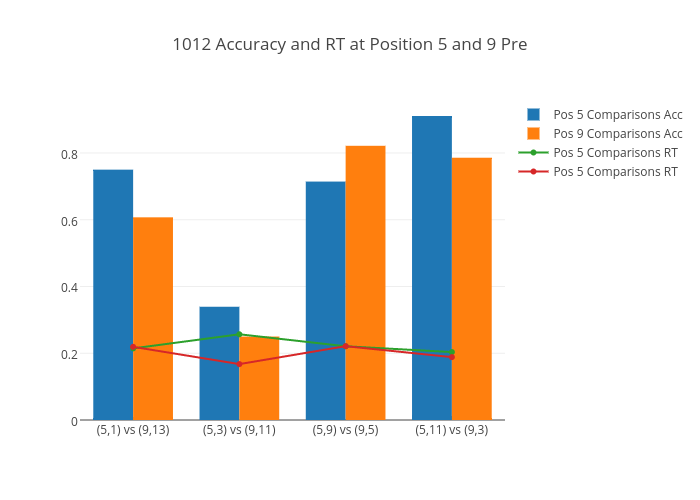 1012 Accuracy and RT at Position 5 and 9 Pre
Pos 5 Comparisons Acc
Pos 9 Comparisons Acc
Pos 5 Comparisons RT
Pos 5 Comparisons RT
0.8
0.6
0.4
0.2
0
(5,1) vs (9,13)
(5,3) vs (9,11)
(5,9) vs (9,5)
(5,11) vs (9,3)